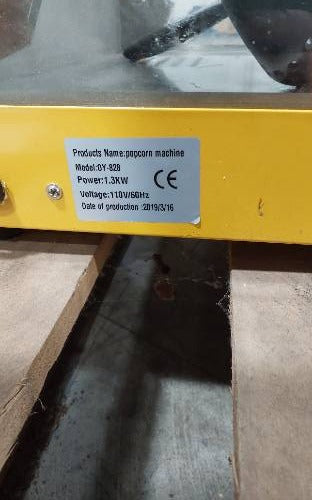 Products Name:popcorn machine
Model:DY-828
Power:1.3KW
Voltage:110V/60Hz
Date of production :2019/3/16
CE